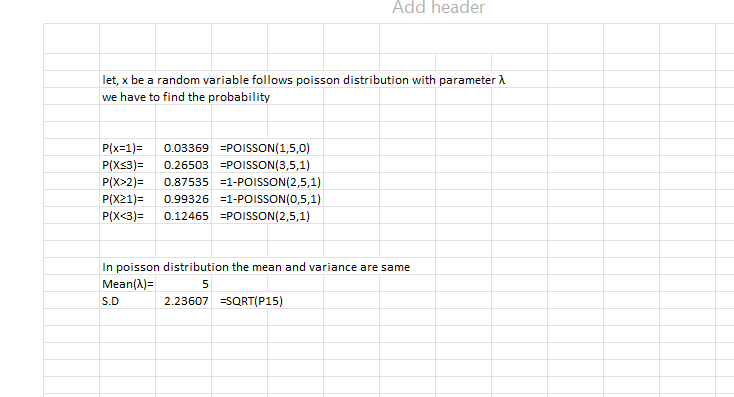 Add header
let, x be a random variable follows poisson distribution with parameter λ
we have to find the probability
P(x=1)= 0.03369 =POISSON(1,5,0)
P(X≤3)= 0.26503 =POISSON(3,5,1)
P(X>2)= 0.87535 =1-POISSON(2,5,1)
P(X≥1)= 0.99326 =1-POISSON(0,5,1)
P(X<3)= 0.12465 =POISSON(2,5,1)
In poisson distribution the mean and variance are same
Mean(λ)= 5
S.D 2.23607 =SQRT(P15)